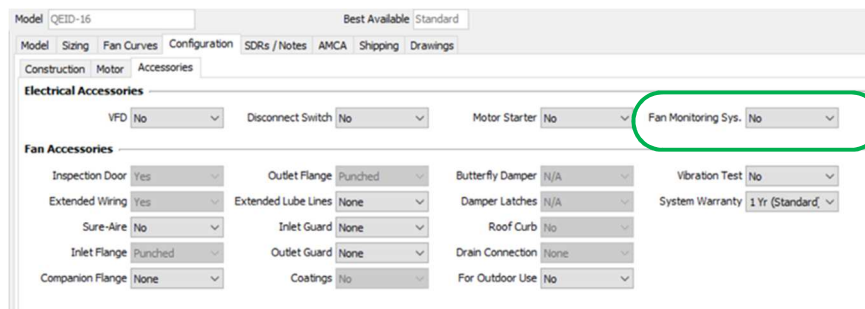 Model QEID-16 Best Available Standard
Model Sizing Fan Curves Configuration SDRs / Notes AMCA Shipping Drawings
Construction Motor Accessories
Electrical Accessories
VFD No Disconnect Switch No Motor Starter No Fan Monitoring Sys. No
Fan Accessories
Inspection Door Yes Outlet Flange Punched Butterfly Damper N/A Vibration Test No
Extended Wiring Yes Extended Lube Lines None Damper Latches N/A System Warranty 1 Yr (Standard)
Sure-Aire No Inlet Guard None Roof Curb No
Inlet Flange Punched Outlet Guard None Drain Connection None
Companion Flange None Coatings No For Outdoor Use No